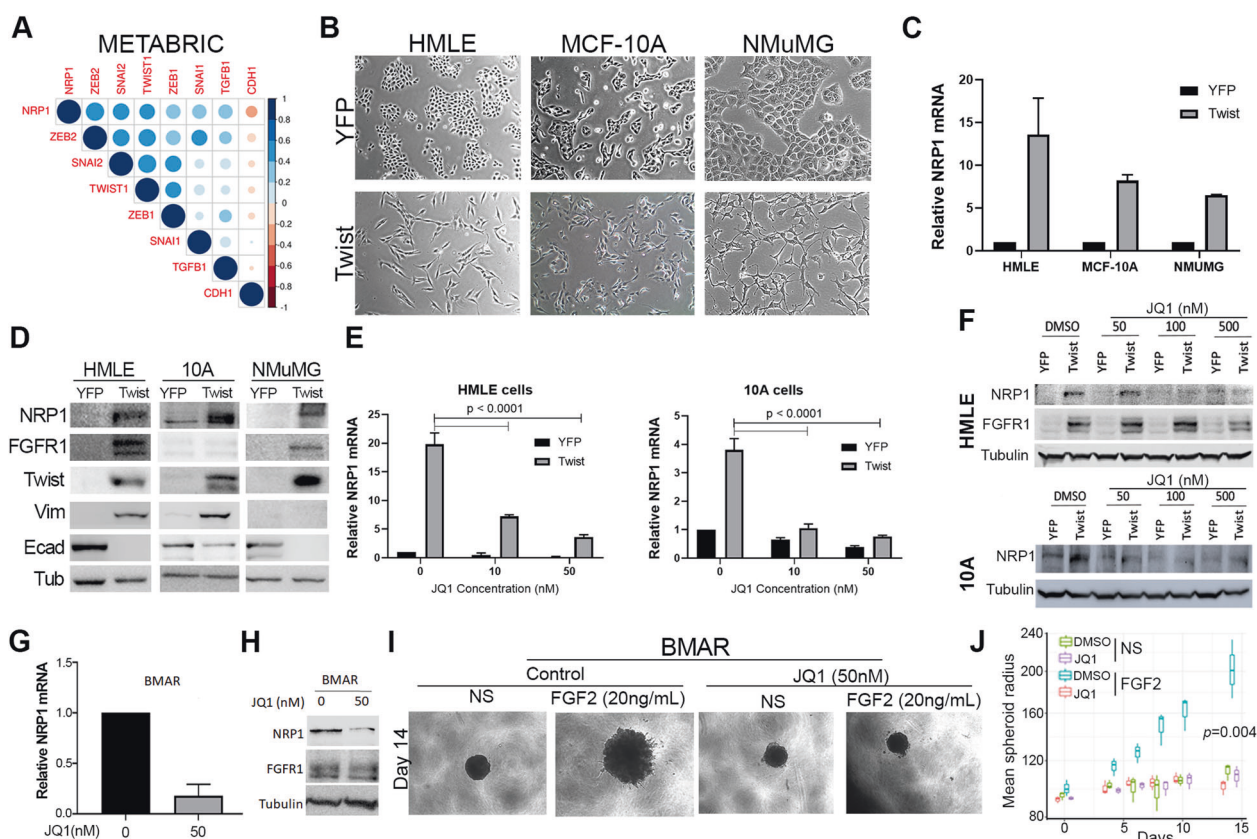 A
METABRIC
NRP1
ZEB2
SNAI2
TWIST1
ZEB1
SNAI1
TGFB1
CDH1
NRP1
ZEB2
SNAI2
TWIST1
ZEB1
SNAI1
TGFB1
CDH1
1
0.8
0.6
0.4
0.2
0
-0.2
-0.4
-0.6
-0.8
-1
B
HMLE MCF-10A NMuMG
YFP
Twist
C
Relative NRP1 mRNA
20
15
10
5
0
YFP
Twist
HMLE MCF-10A NMUMG
D
HMLE 10A NMuMG
YFP Twist YFP Twist YFP Twist
NRP1
FGFR1
Twist
Vim
Ecad
Tub
E
HMLE cells
Relative NRP1 mRNA
25
20
15
10
5
0
p < 0.0001
YFP
Twist
0 10 50
JQ1 Concentration (nM)
10A cells
Relative NRP1 mRNA
5
4
3
2
1
0
p < 0.0001
YFP
Twist
0 10 50
JQ1 Concentration (nM)
F
JQ1 (nM)
DMSO 50 100 500
YFP Twist YFP Twist YFP Twist YFP Twist
HMLE
NRP1
FGFR1
Tubulin
JQ1 (nM)
DMSO 50 100 500
YFP Twist YFP Twist YFP Twist YFP Twist
10A
NRP1
Tubulin
G
Relative NRP1 mRNA
1.5
1.0
0.5
0.0
BMAR
JQ1(nM) 0 50
H
BMAR
JQ1 (nM) 0 50
NRP1
FGFR1
Tubulin
I
BMAR
Control JQ1 (50nM)
NS FGF2 (20ng/mL) NS FGF2 (20ng/mL)
Day 14
J
Mean spheroid radius
240
200
160
120
80
DMSO
JQ1
NS
DMSO
JQ1
FGF2
p=0.004
0 5 10 15
Days